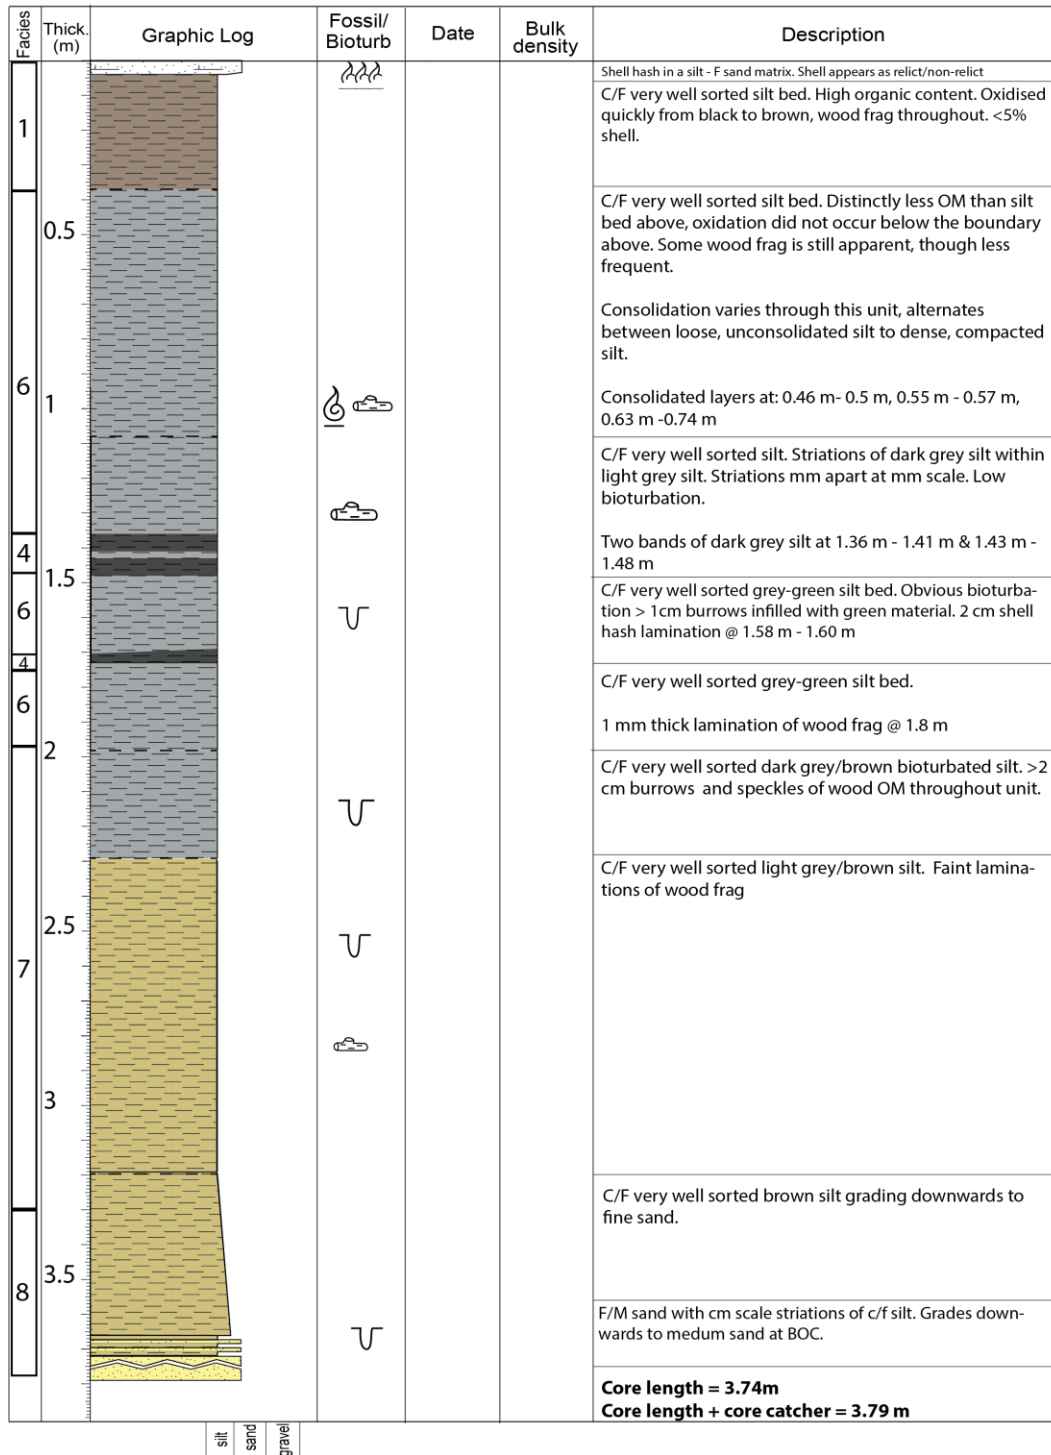 Facies
Thick. (m)
Graphic Log
Fossil/ Bioturb
Date
Bulk density
Description
Shell hash in a silt - F sand matrix. Shell appears as relict/non-relict
1
C/F very well sorted silt bed. High organic content. Oxidised
quickly from black to brown, wood frag throughout. <5%
shell.
0.5
C/F very well sorted silt bed. Distinctly less OM than silt
bed above, oxidation did not occur below the boundary
above. Some wood frag is still apparent, though less
frequent.
Consolidation varies through this unit, alternates
between loose, unconsolidated silt to dense, compacted
silt.
6
1
Consolidated layers at: 0.46 m- 0.5 m, 0.55 m - 0.57 m,
0.63 m -0.74 m
C/F very well sorted silt. Striations of dark grey silt within
light grey silt. Striations mm apart at mm scale. Low
bioturbation.
4
Two bands of dark grey silt at 1.36 m - 1.41 m & 1.43 m -
1.48 m
1.5
6
C/F very well sorted grey-green silt bed. Obvious bioturba-
tion > 1cm burrows infilled with green material. 2 cm shell
hash lamination @ 1.58 m - 1.60 m
4
6
C/F very well sorted grey-green silt bed.
1 mm thick lamination of wood frag @ 1.8 m
2
C/F very well sorted dark grey/brown bioturbated silt. >2
cm burrows and speckles of wood OM throughout unit.
C/F very well sorted light grey/brown silt. Faint lamina-
tions of wood frag
2.5
7
3
C/F very well sorted brown silt grading downwards to
fine sand.
3.5
8
F/M sand with cm scale striations of c/f silt. Grades down-
wards to medum sand at BOC.
Core length = 3.74m
Core length + core catcher = 3.79 m
silt
sand
gravel